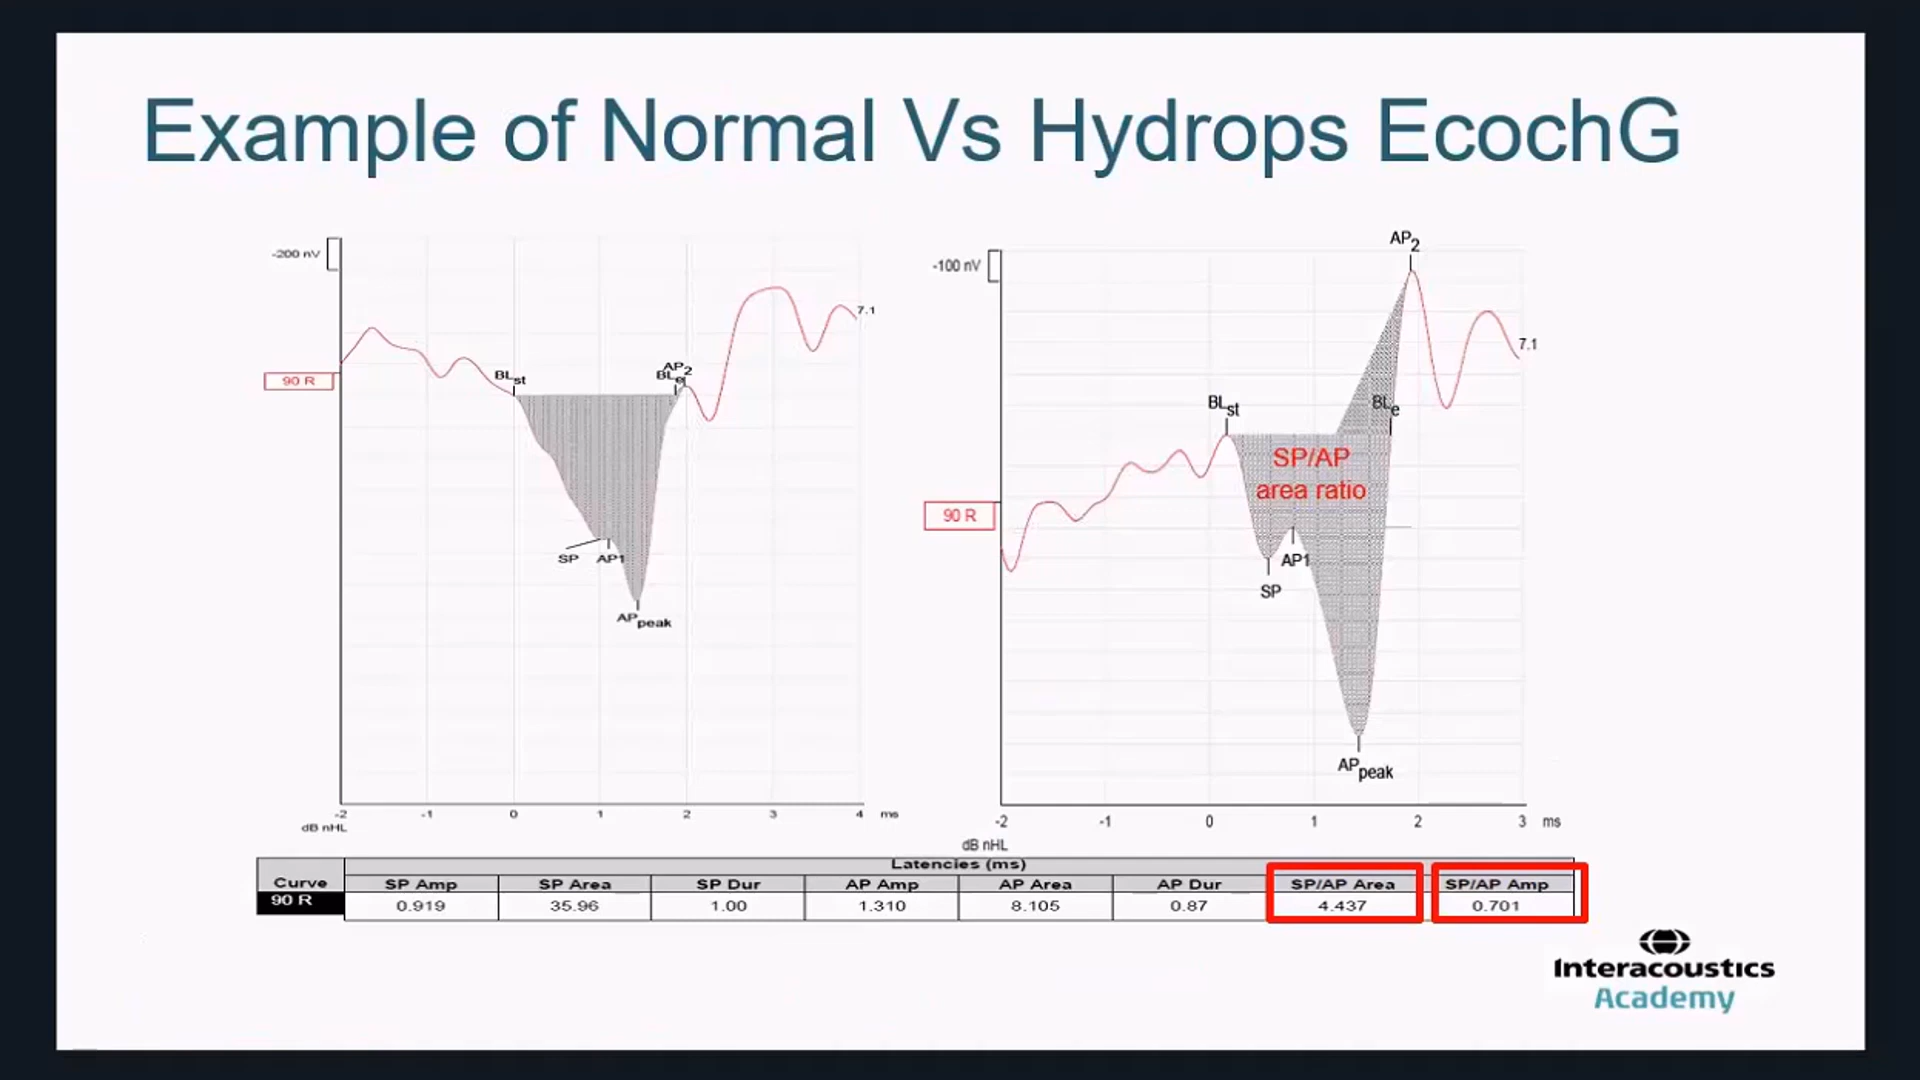 Example of Normal Vs Hydrops EcochG
-200 nV
90 R
BLst
AP2
BLe
7.1
SP
AP1
APpeak
-2 -1 0 1 2 3 4 ms
dB nHL
-100 nV
90 R
AP2
BLst
BLe
7.1
SP/AP
area ratio
AP1
SP
APpeak
-2 -1 0 1 2 3 ms
dB nHL
Latencies (ms)
Curve SP Amp SP Area SP Dur AP Amp AP Area AP Dur SP/AP Area SP/AP Amp
90 R 0.919 35.96 1.00 1.310 8.105 0.87 4.437 0.701
Interacoustics
Academy